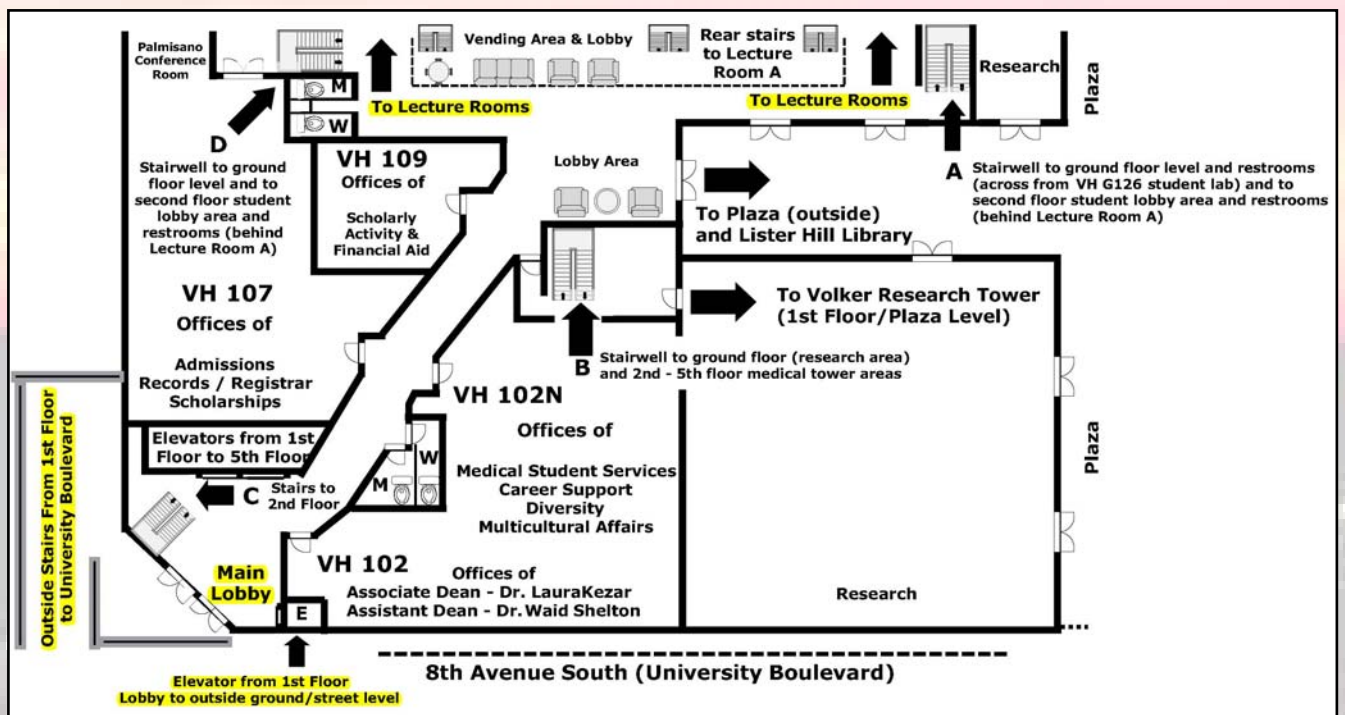 Palmisano
Conference
Room
Vending Area & Lobby
Rear stairs
to Lecture
Room A
Research
Plaza
M
W
To Lecture Rooms
To Lecture Rooms
D
Stairwell to ground
floor level and to
second floor student
lobby area and
restrooms (behind
Lecture Room A)
VH 109
Offices of
Scholarly
Activity &
Financial Aid
Lobby Area
A
Stairwell to ground floor level and restrooms
(across from VH G126 student lab) and to
second floor student lobby area and restrooms
(behind Lecture Room A)
To Plaza (outside)
and Lister Hill Library
VH 107
Offices of
Admissions
Records / Registrar
Scholarships
To Volker Research Tower
(1st Floor/Plaza Level)
B
Stairwell to ground floor (research area)
and 2nd - 5th floor medical tower areas
Outside Stairs From 1st Floor
to University Boulevard
Elevators from 1st
Floor to 5th Floor
C
Stairs to
2nd Floor
M
W
VH 102N
Offices of
Medical Student Services
Career Support
Diversity
Multicultural Affairs
Plaza
Main
Lobby
VH 102
Offices of
Associate Dean - Dr. LauraKezar
Assistant Dean - Dr. Waid Shelton
E
Research
8th Avenue South (University Boulevard)
Elevator from 1st Floor
Lobby to outside ground/street level